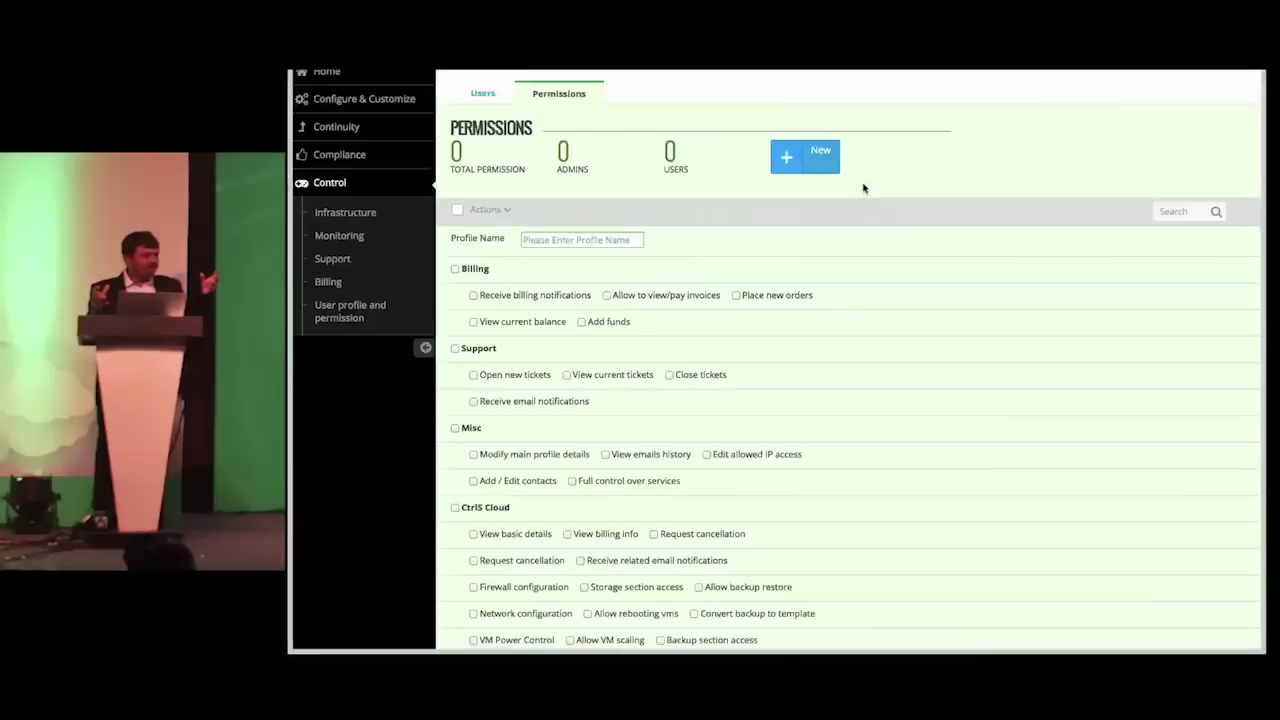 Home
Configure & Customize
Continuity
Compliance
Control
Infrastructure
Monitoring
Support
Billing
User profile and
permission
Users Permissions
PERMISSIONS
0 0 0
TOTAL PERMISSION ADMINS USERS
+ New
Actions Search
Profile Name Please Enter Profile Name
Billing
Receive billing notifications Allow to view/pay invoices Place new orders
View current balance Add funds
Support
Open new tickets View current tickets Close tickets
Receive email notifications
Misc
Modify main profile details View emails history Edit allowed IP access
Add / Edit contacts Full control over services
CtrlS Cloud
View basic details View billing info Request cancellation
Request cancellation Receive related email notifications
Firewall configuration Storage section access Allow backup restore
Network configuration Allow rebooting vms Convert backup to template
VM Power Control Allow VM scaling Backup section access